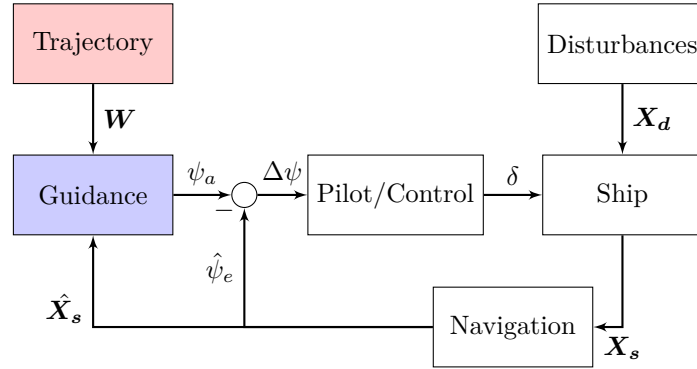 Trajectory
Disturbances
W
X_d
Guidance
ψ_a
−
Δψ
Pilot/Control
δ
Ship
ψ̂_e
X̂_s
Navigation
X_s